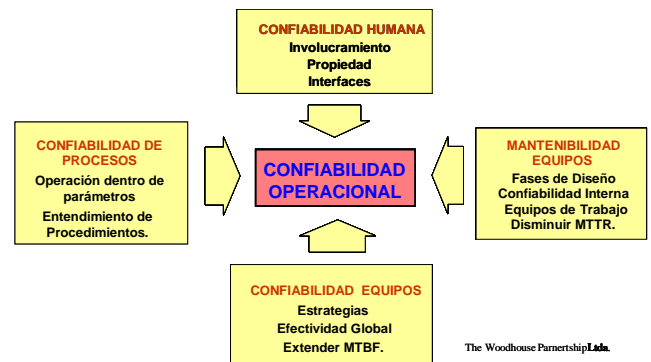 CONFIABILIDAD HUMANA
Involucramiento
Propiedad
Interfaces
CONFIABILIDAD DE
PROCESOS
Operación dentro de
parámetros
Entendimiento de
Procedimientos.
CONFIABILIDAD
OPERACIONAL
MANTENIBILIDAD
EQUIPOS
Fases de Diseño
Confiabilidad Interna
Equipos de Trabajo
Disminuir MTTR.
CONFIABILIDAD EQUIPOS
Estrategias
Efectividad Global
Extender MTBF.
The Woodhouse Parnertship Ltda.